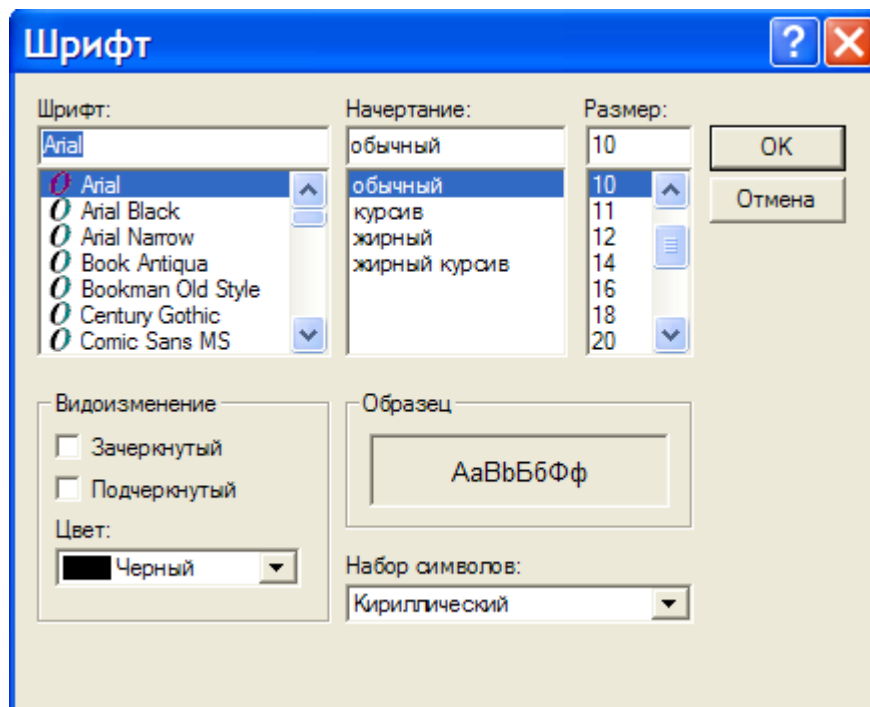 Шрифт
Шрифт:
Arial
Arial
Arial Black
Arial Narrow
Book Antiqua
Bookman Old Style
Century Gothic
Comic Sans MS
Начертание:
обычный
обычный
курсив
жирный
жирный курсив
Размер:
10
10
11
12
14
16
18
20
OK
Отмена
Видоизменение
Зачеркнутый
Подчеркнутый
Цвет:
Черный
Образец
АаВbБбФф
Набор символов:
Кириллический